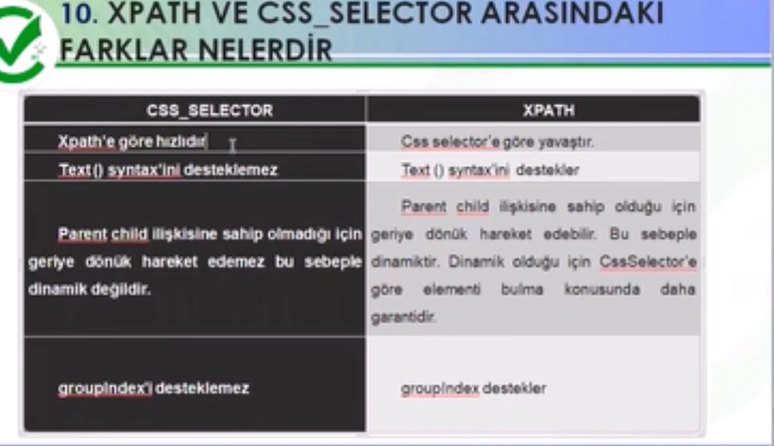 10. XPATH VE CSS_SELECTOR ARASINDAKİ
FARKLAR NELERDİR
CSS_SELECTOR
XPATH
Xpath'e göre hızlıdır
Css selector'e göre yavaştır.
Text() syntax'ini desteklemez
Text () syntax'ini destekler
Parent child ilişkisine sahip olmadığı için
geriye dönük hareket edemez bu sebeple
dinamik değildir.
Parent child ilişkisine sahip olduğu için
geriye dönük hareket edebilir. Bu sebeple
dinamiktir. Dinamik olduğu için CssSelector'e
göre elementi bulma konusunda daha
garantidir.
groupIndex'i desteklemez
groupIndex destekler